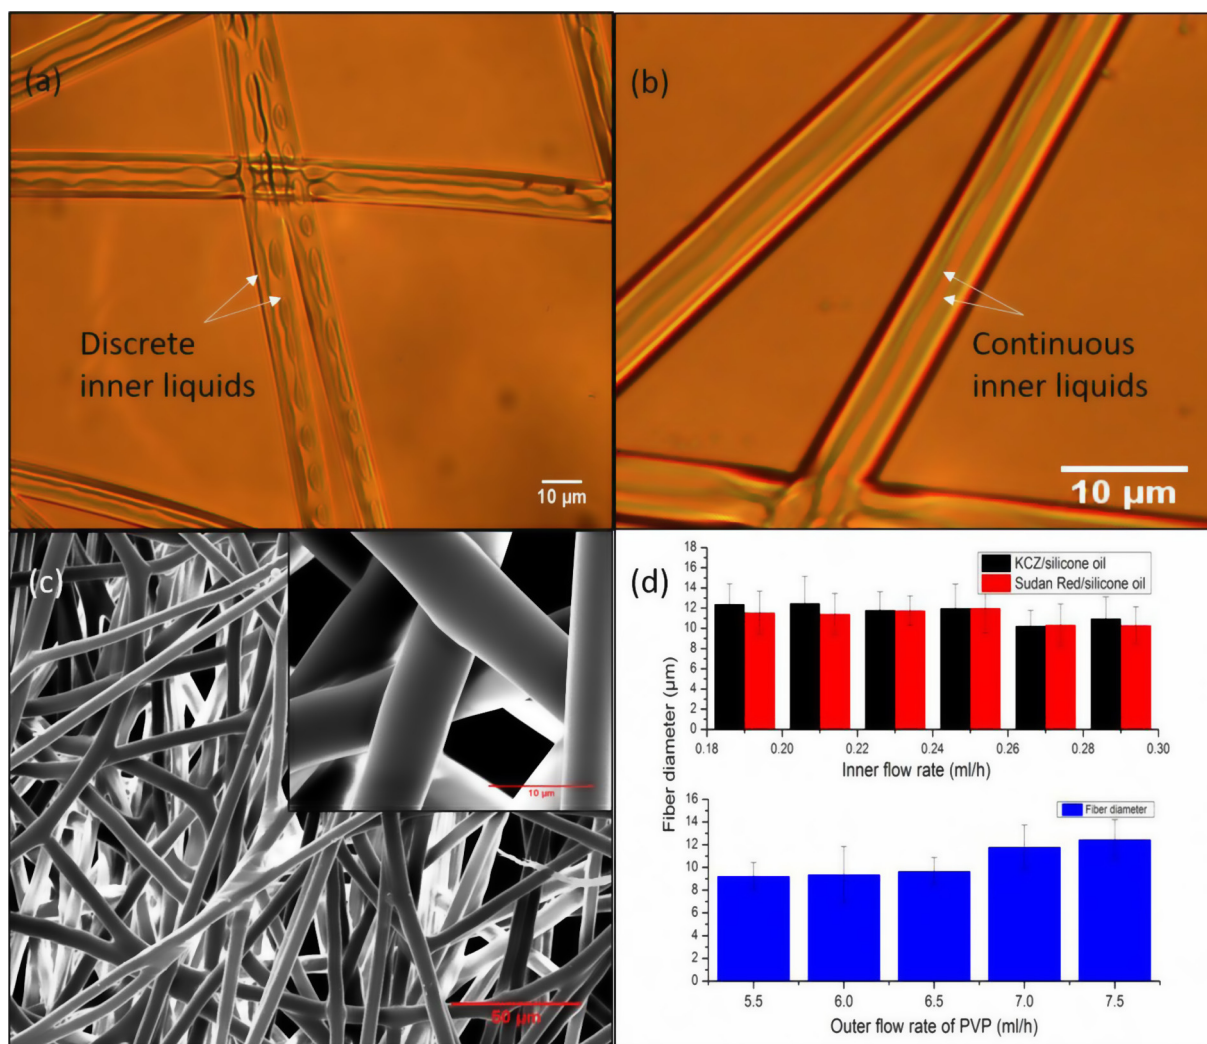 (a)
Discrete
inner liquids
10 µm
(b)
Continuous
inner liquids
10 µm
(c)
10 µm
50 µm
(d)
Fiber diameter (µm)
18
16
14
12
10
8
6
4
2
0
KCZ/silicone oil
Sudan Red/silicone oil
0.18 0.20 0.22 0.24 0.26 0.28 0.30
Inner flow rate (ml/h)
16
14
12
10
8
6
4
2
0
Fiber diameter
5.5 6.0 6.5 7.0 7.5
Outer flow rate of PVP (ml/h)